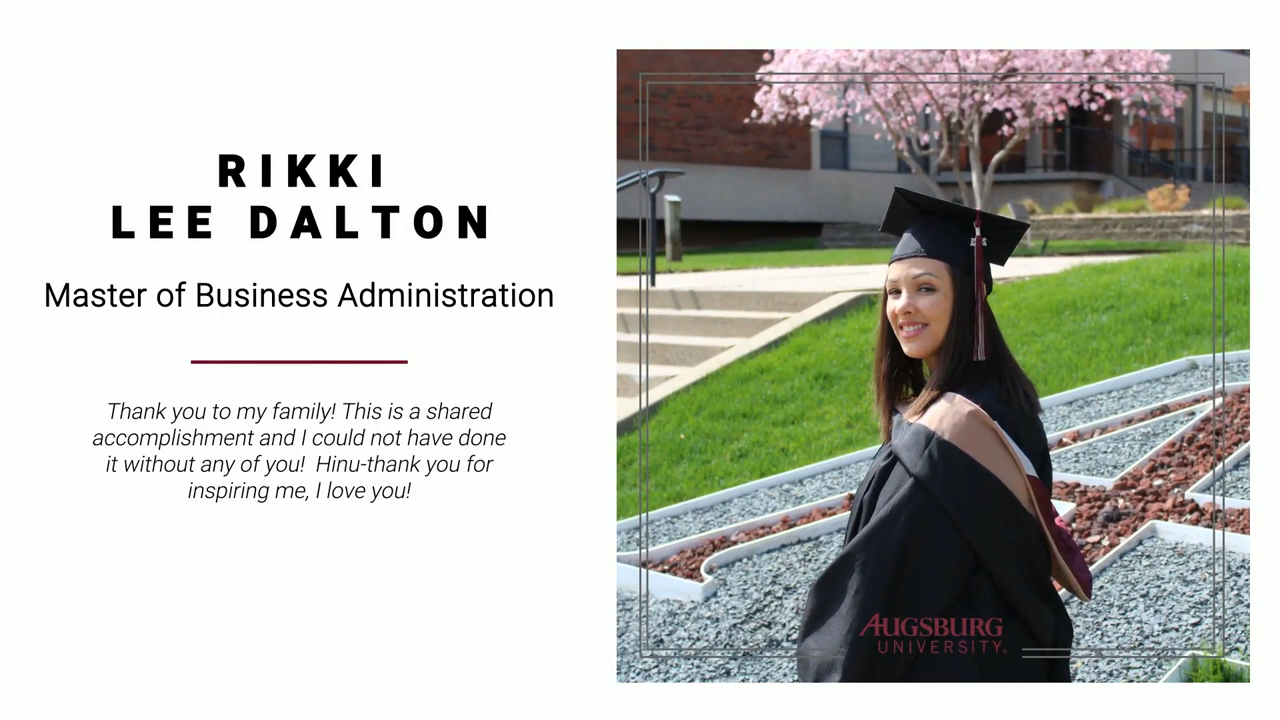 RIKKI
LEE DALTON
Master of Business Administration
Thank you to my family! This is a shared
accomplishment and I could not have done
it without any of you!  Hinu-thank you for
inspiring me, I love you!
AUGSBURG
UNIVERSITY®